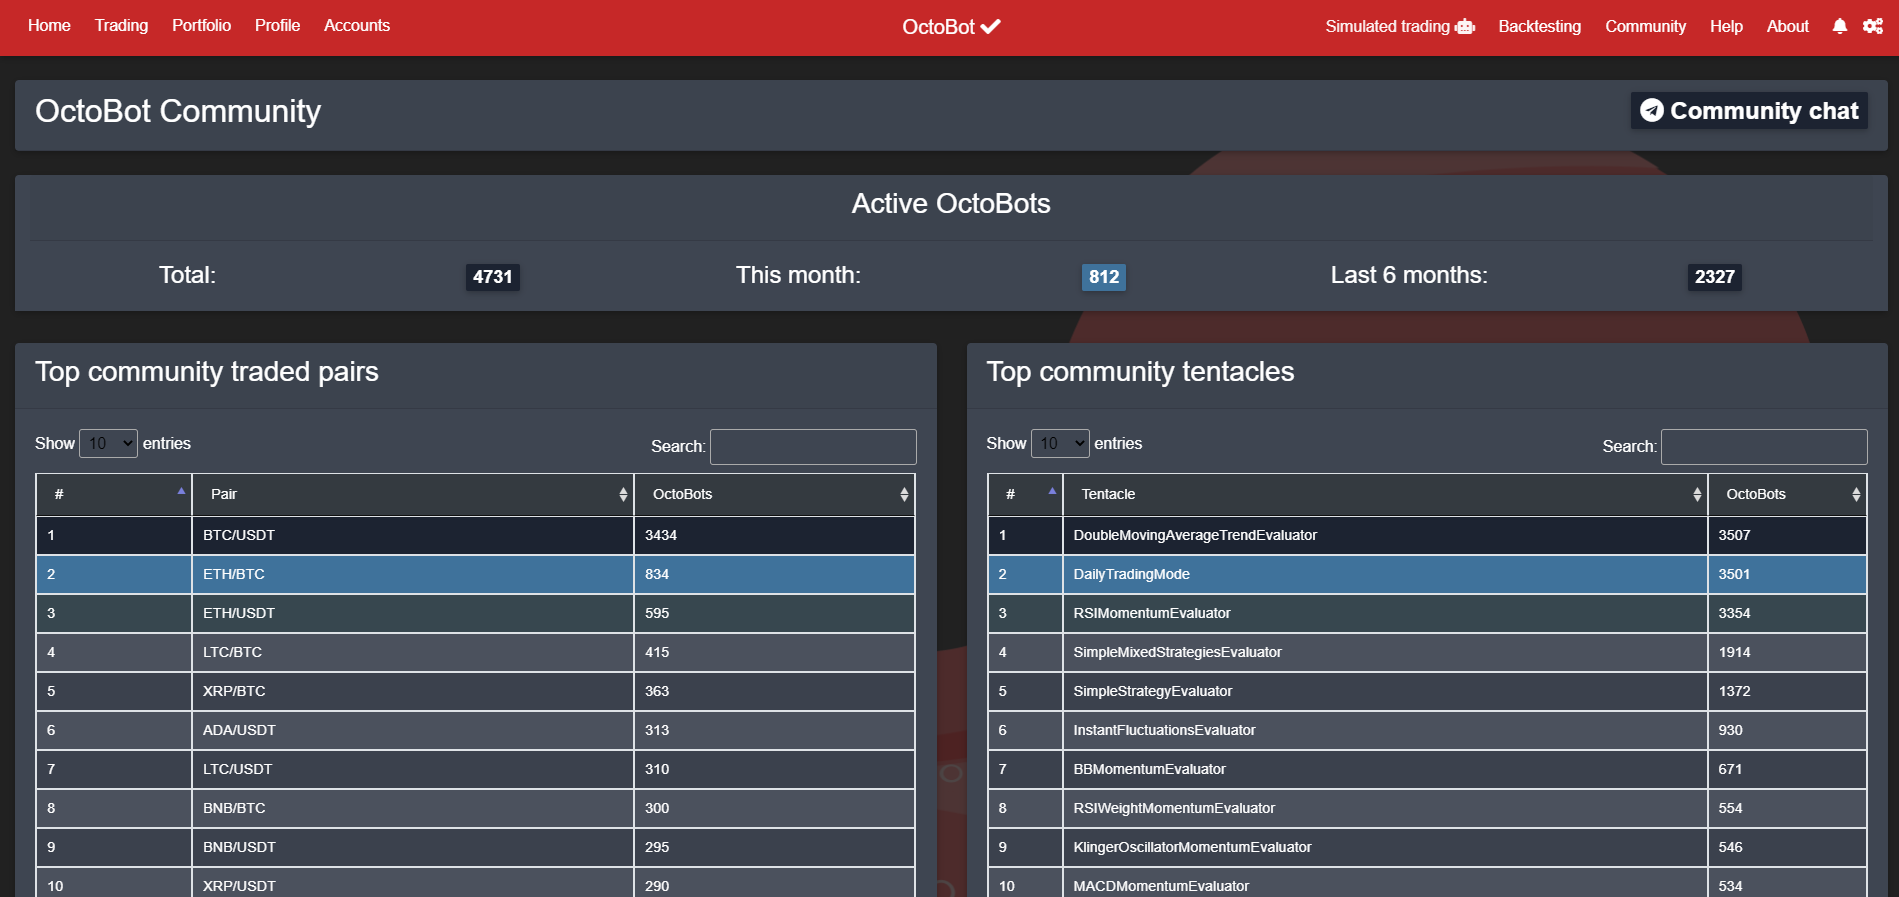 Home Trading Portfolio Profile Accounts OctoBot Simulated trading Backtesting Community Help About
OctoBot Community Community chat
Active OctoBots
Total: 4731 This month: 812 Last 6 months: 2327
Top community traded pairs
Show 10 entries Search:
# Pair OctoBots
1 BTC/USDT 3434
2 ETH/BTC 834
3 ETH/USDT 595
4 LTC/BTC 415
5 XRP/BTC 363
6 ADA/USDT 313
7 LTC/USDT 310
8 BNB/BTC 300
9 BNB/USDT 295
10 XRP/USDT 290
Top community tentacles
Show 10 entries Search:
# Tentacle OctoBots
1 DoubleMovingAverageTrendEvaluator 3507
2 DailyTradingMode 3501
3 RSIMomentumEvaluator 3354
4 SimpleMixedStrategiesEvaluator 1914
5 SimpleStrategyEvaluator 1372
6 InstantFluctuationsEvaluator 930
7 BBMomentumEvaluator 671
8 RSIWeightMomentumEvaluator 554
9 KlingerOscillatorMomentumEvaluator 546
10 MACDMomentumEvaluator 534